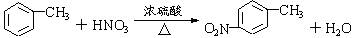 CH₃ + HNO₃ 浓硫酸 △ O₂N CH₃ + H₂O